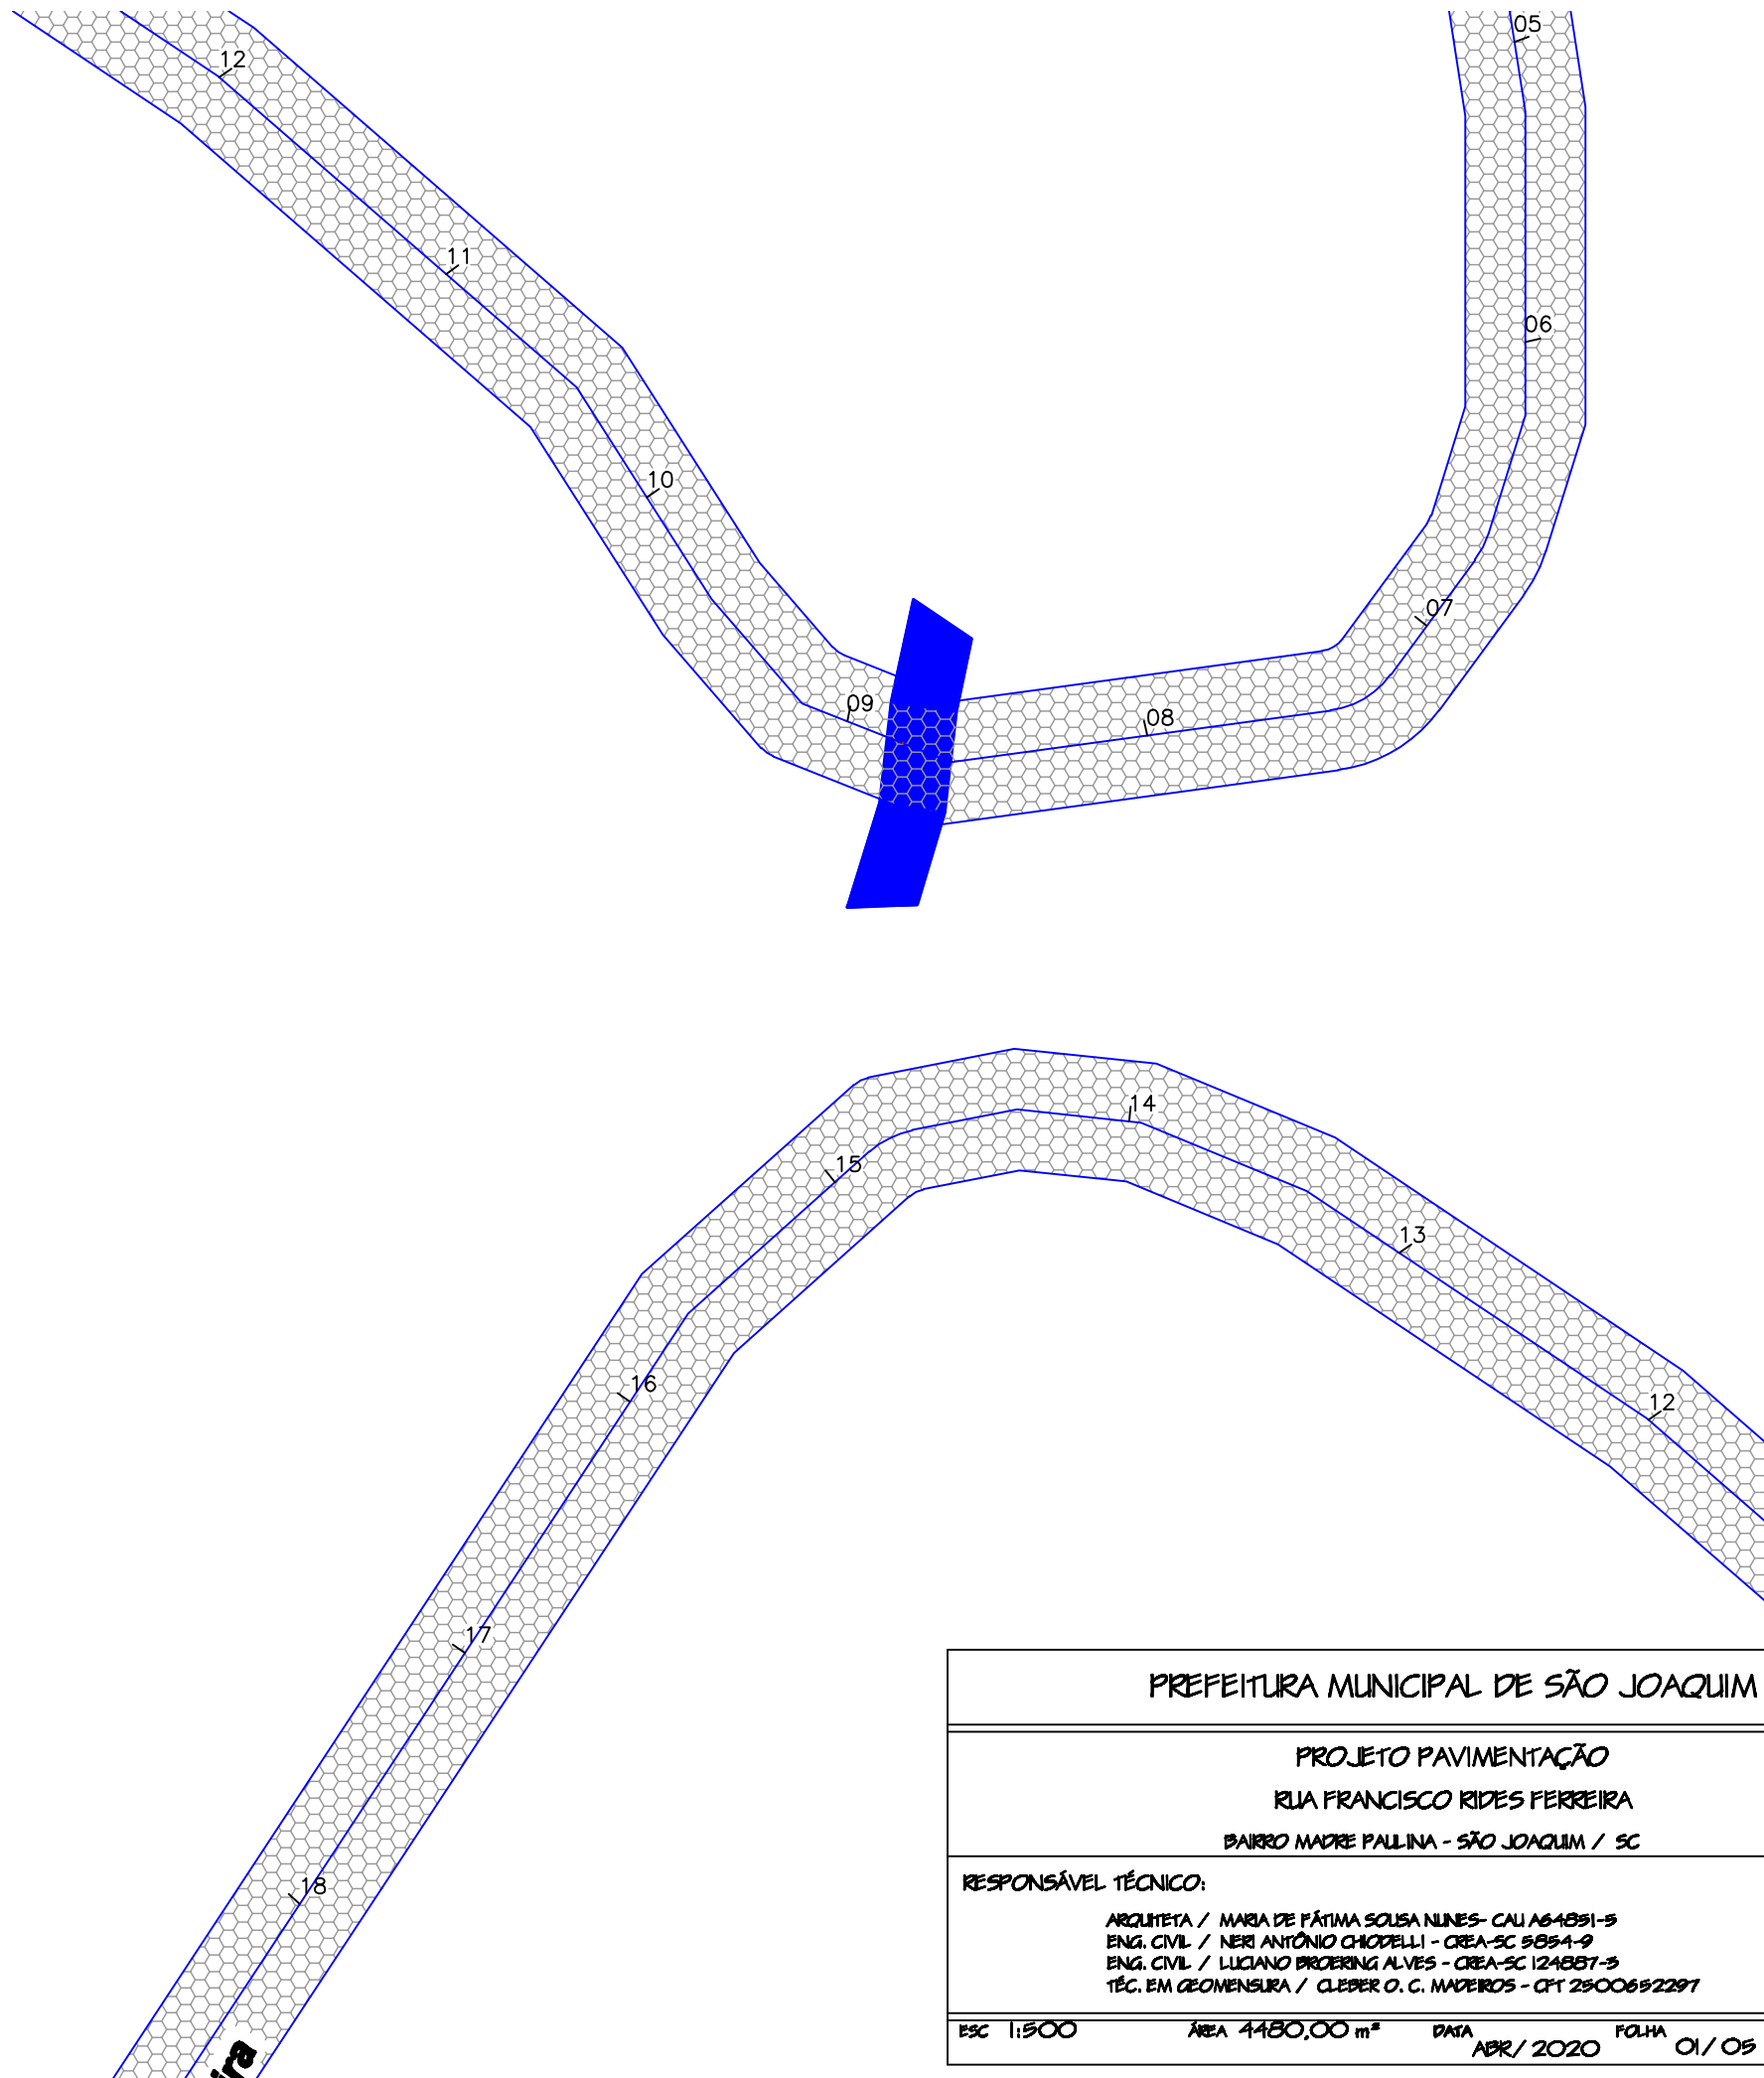 12
05
11
06
10
07
09
08
14
15
13
16
12
17
18
ira
PREFEITURA MUNICIPAL DE SÃO JOAQUIM
PROJETO PAVIMENTAÇÃO
RUA FRANCISCO RIDES FERREIRA
BAIRRO MADRE PAULINA - SÃO JOAQUIM / SC
RESPONSÁVEL TÉCNICO:
ARQUITETA / MARIA DE FÁTIMA SOUSA NUNES- CAU A64851-5
ENG. CIVIL / NERI ANTÔNIO CHIODELLI - CREA-SC 5854-9
ENG. CIVIL / LUCIANO BROERING ALVES - CREA-SC 124887-3
TÉC. EM GEOMENSURA / CLEBER O. C. MADEIROS - CFT 2500652297
ESC 1:500 ÁREA 4480,00 m² DATA ABR/ 2020 FOLHA 01/ 05